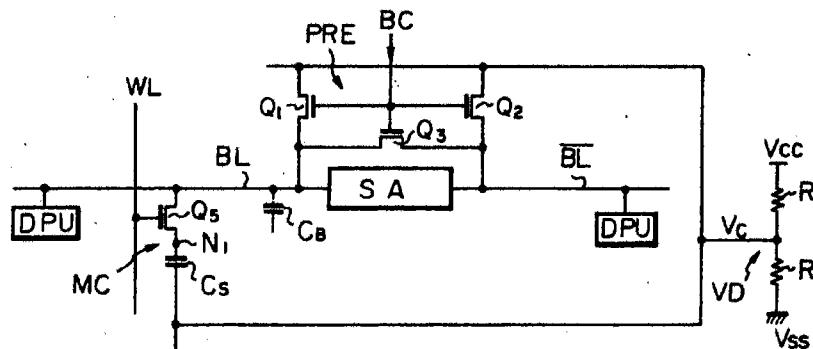 BC
PRE
WL
Q1
Q2
Q3
BL
B̅L̅
VCC
SA
R
DPU
Q5
CB
DPU
VC
N1
MC
CS
VD
R
VSS